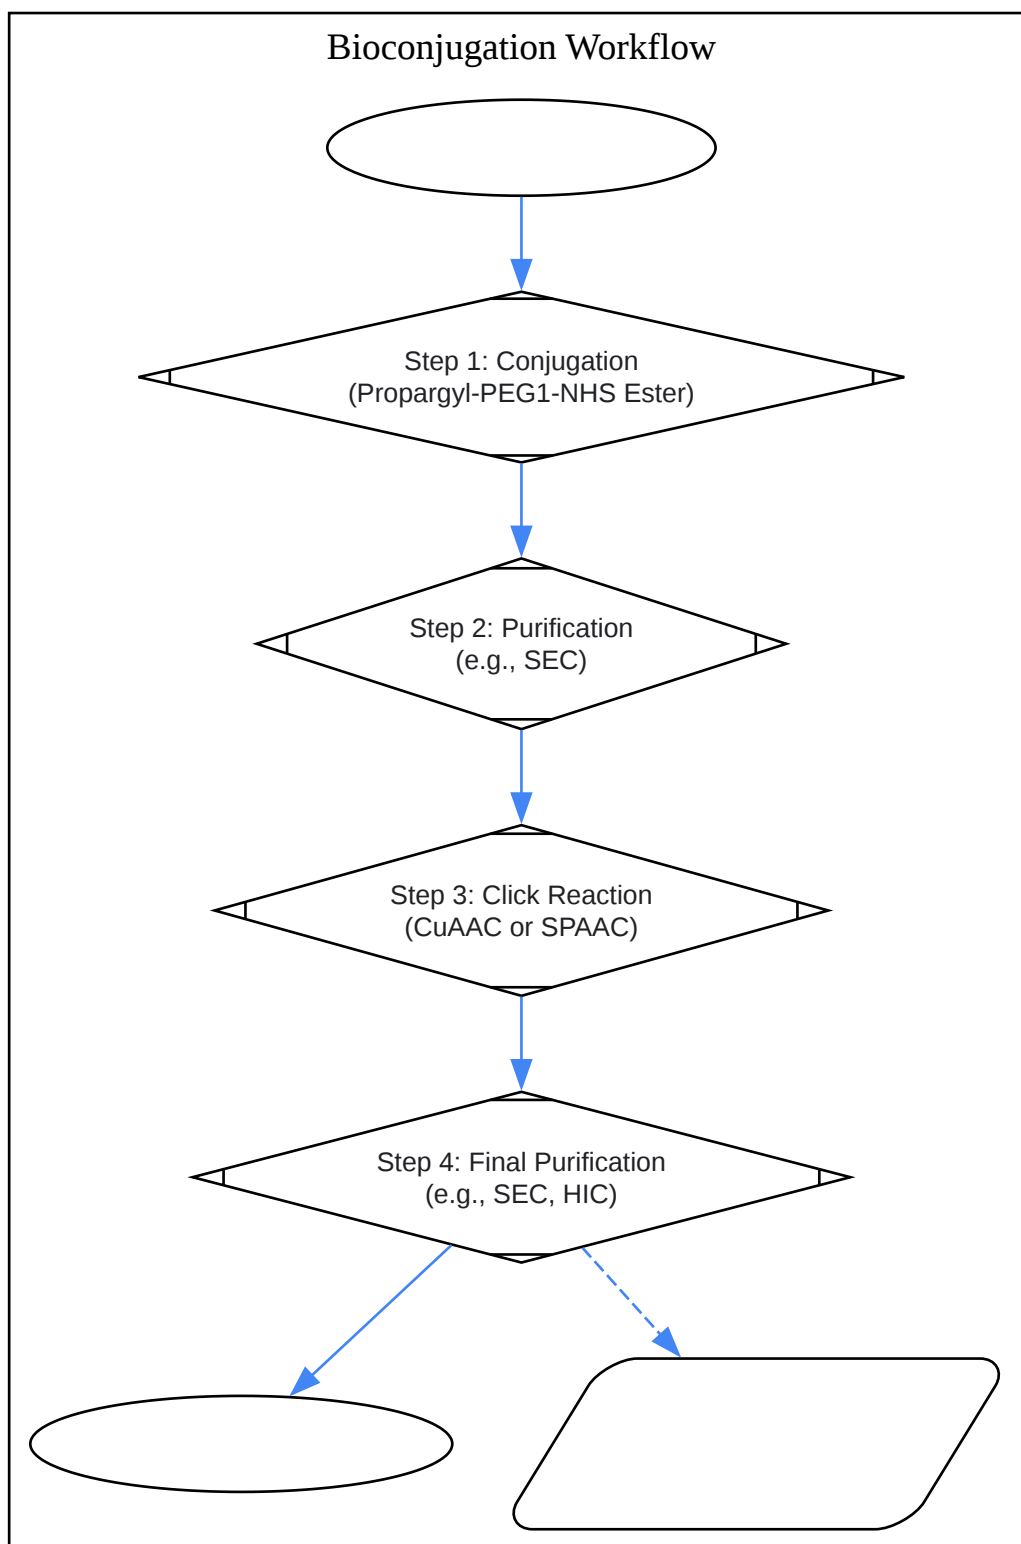 Bioconjugation Workflow
Step 1: Conjugation
(Propargyl-PEG1-NHS Ester)
Step 2: Purification
(e.g., SEC)
Step 3: Click Reaction
(CuAAC or SPAAC)
Step 4: Final Purification
(e.g., SEC, HIC)